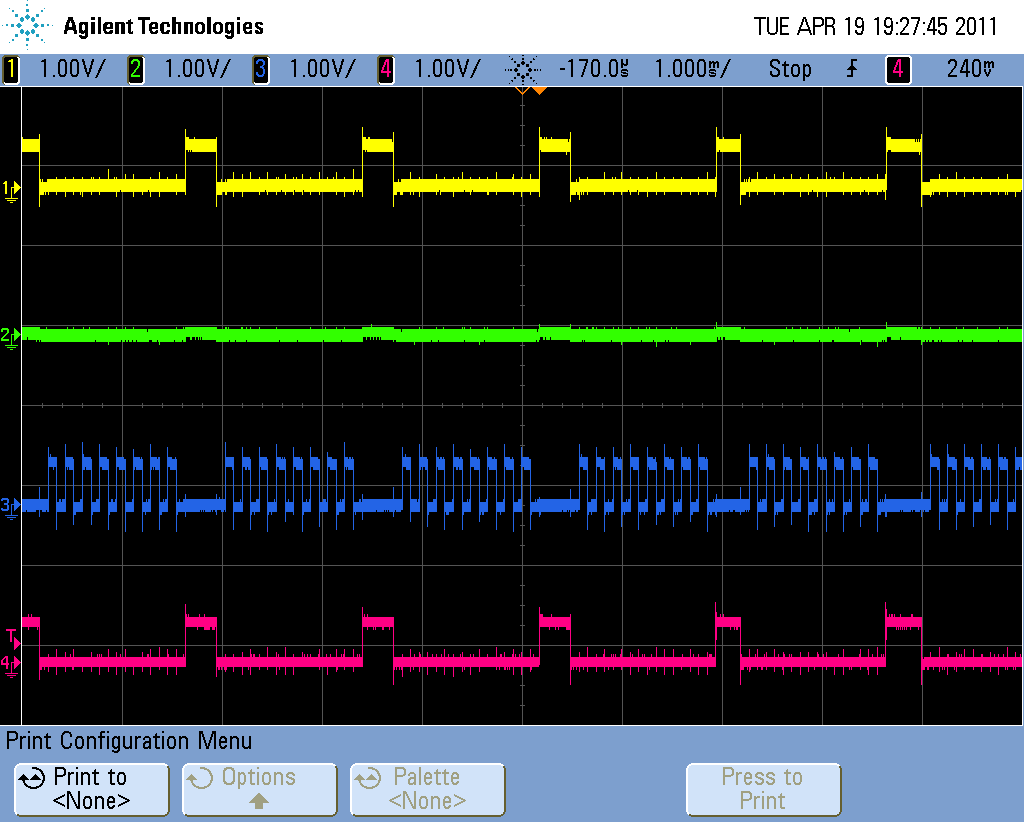 Agilent Technologies TUE APR 19 19:27:45 2011
1 1.00V/ 2 1.00V/ 3 1.00V/ 4 1.00V/ -170.0µs 1.000ms/ Stop 4 240mV
1
2
3
T
4
Print Configuration Menu
Print to Options Palette Press to
<None> <None> Print